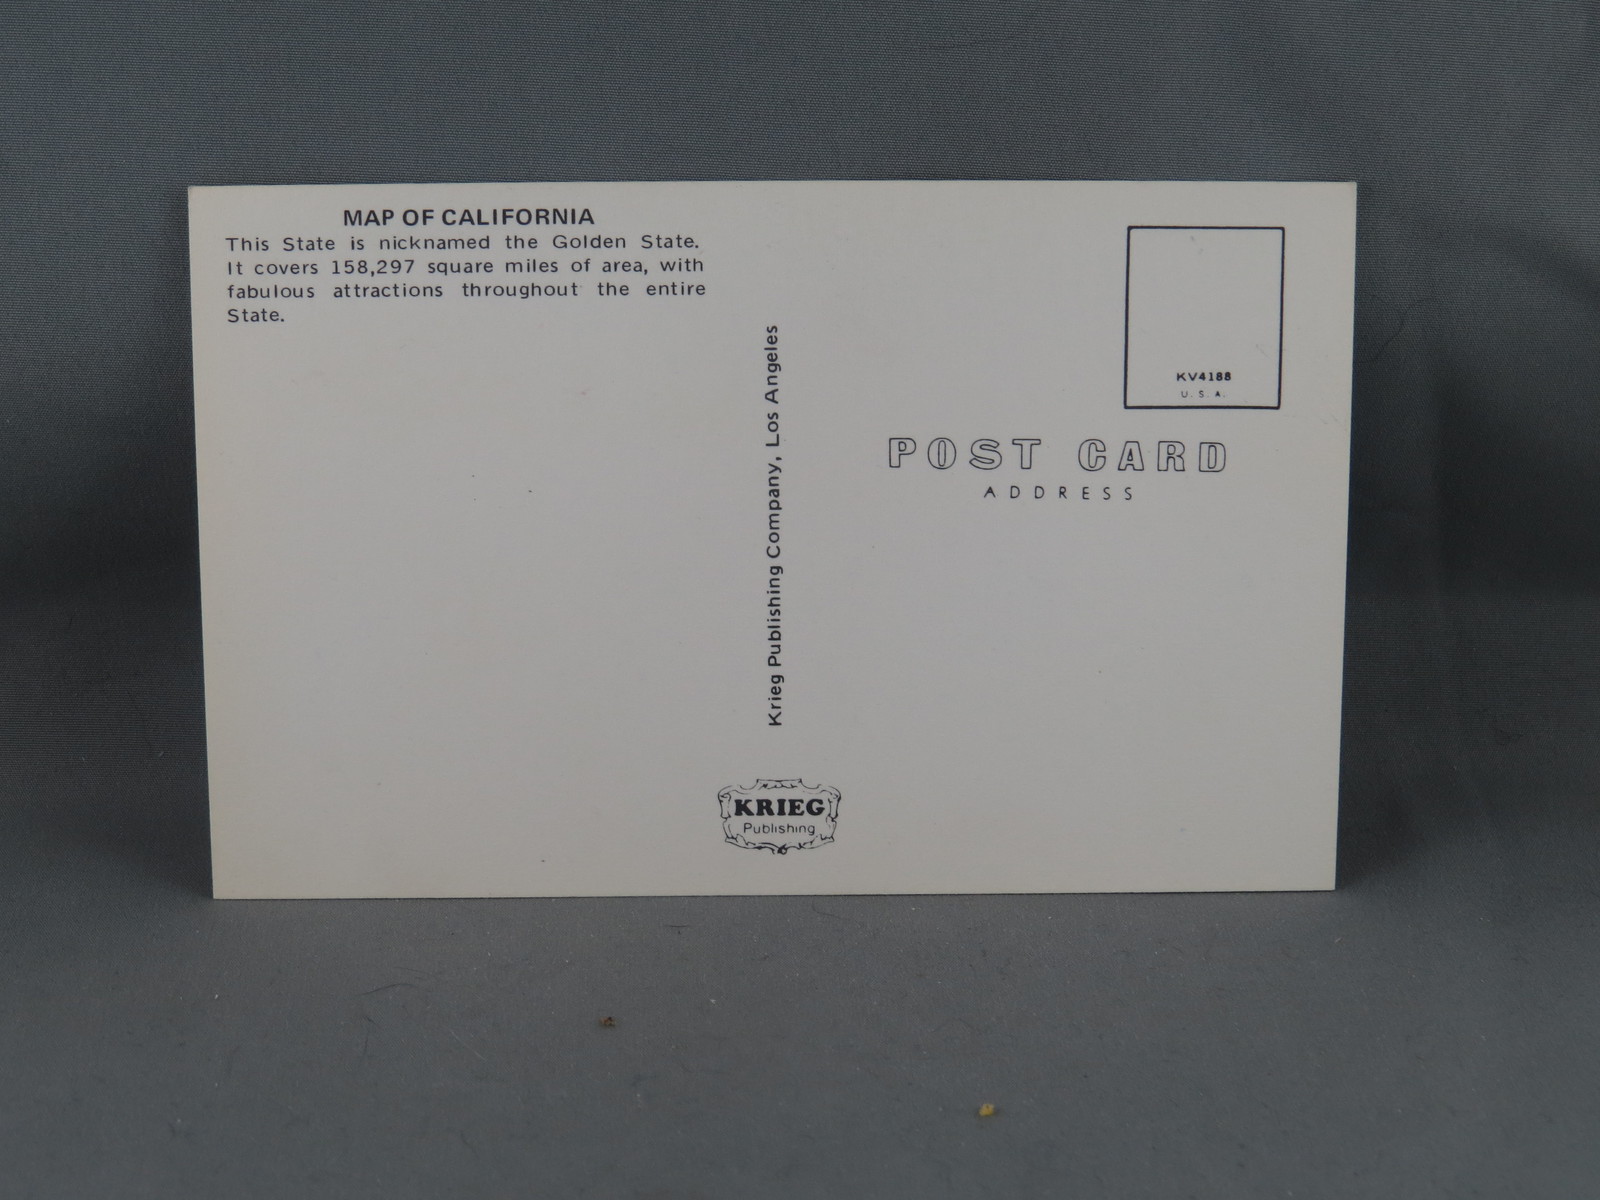 MAP OF CALIFORNIA
This State is nicknamed the Golden State.
It covers 158,297 square miles of area, with
fabulous attractions throughout the entire
State.
Krieg Publishing Company, Los Angeles
KRIEG
Publishing
KV4188
U. S. A.
POST CARD
ADDRESS